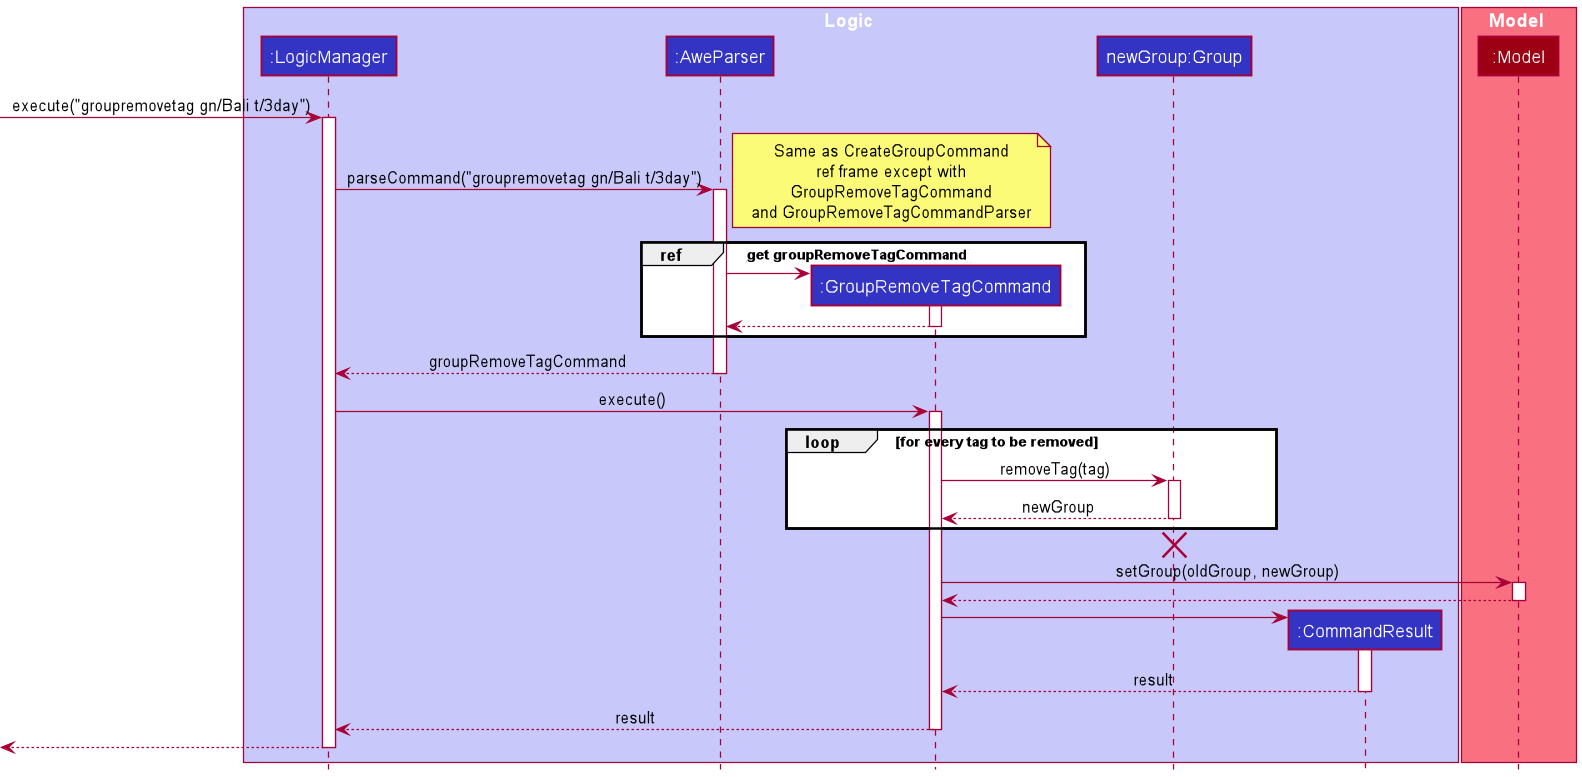 Logic
Model
:LogicManager
:AweParser
newGroup:Group
:Model
execute("groupremovetag gn/Bali t/3day")
Same as CreateGroupCommand
ref frame except with
GroupRemoveTagCommand
and GroupRemoveTagCommandParser
parseCommand("groupremovetag gn/Bali t/3day")
ref
get groupRemoveTagCommand
:GroupRemoveTagCommand
groupRemoveTagCommand
execute()
loop
[for every tag to be removed]
removeTag(tag)
newGroup
setGroup(oldGroup, newGroup)
:CommandResult
result
result